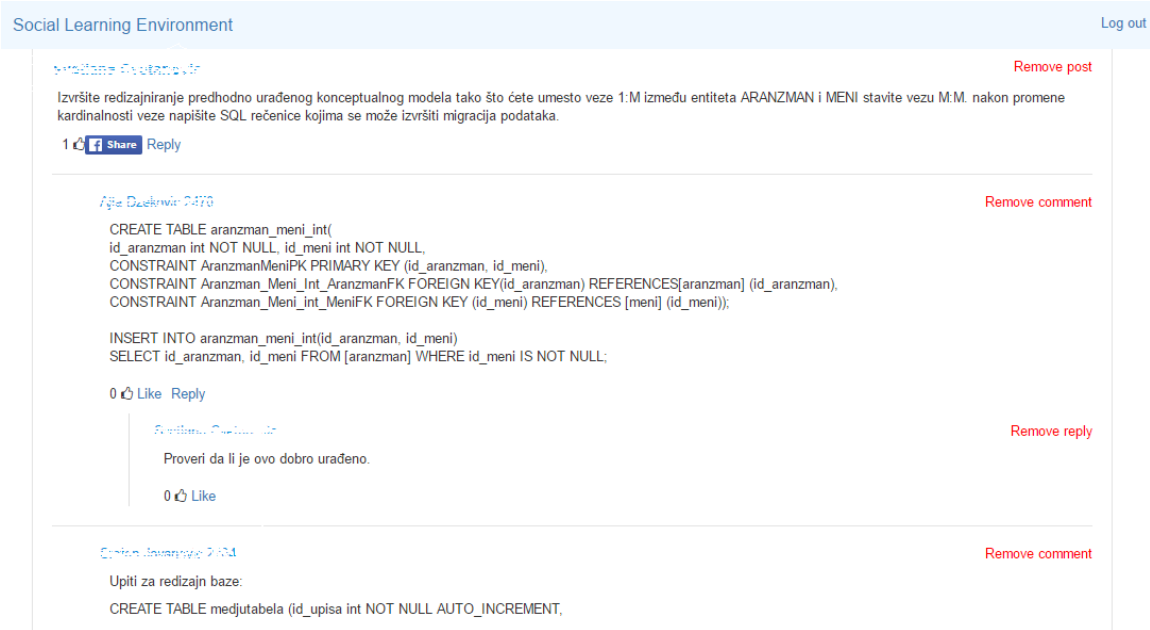 Social Learning Environment
Log out
Remove post
Izvršite redizajniranje predhodno urađenog konceptualnog modela tako što ćete umesto veze 1:M između entiteta ARANZMAN i MENI stavite vezu M:M. nakon promene
kardinalnosti veze napišite SQL rečenice kojima se može izvršiti migracija podataka.
1 Share Reply
Remove comment
CREATE TABLE aranzman_meni_int(
id_aranzman int NOT NULL, id_meni int NOT NULL,
CONSTRAINT AranzmanMeniPK PRIMARY KEY (id_aranzman, id_meni),
CONSTRAINT Aranzman_Meni_Int_AranzmanFK FOREIGN KEY(id_aranzman) REFERENCES[aranzman] (id_aranzman),
CONSTRAINT Aranzman_Meni_int_MeniFK FOREIGN KEY (id_meni) REFERENCES [meni] (id_meni));
INSERT INTO aranzman_meni_int(id_aranzman, id_meni)
SELECT id_aranzman, id_meni FROM [aranzman] WHERE id_meni IS NOT NULL;
0 Like Reply
Remove reply
Proveri da li je ovo dobro urađeno.
0 Like
Remove comment
Upiti za redizajn baze:
CREATE TABLE medjutabela (id_upisa int NOT NULL AUTO_INCREMENT,